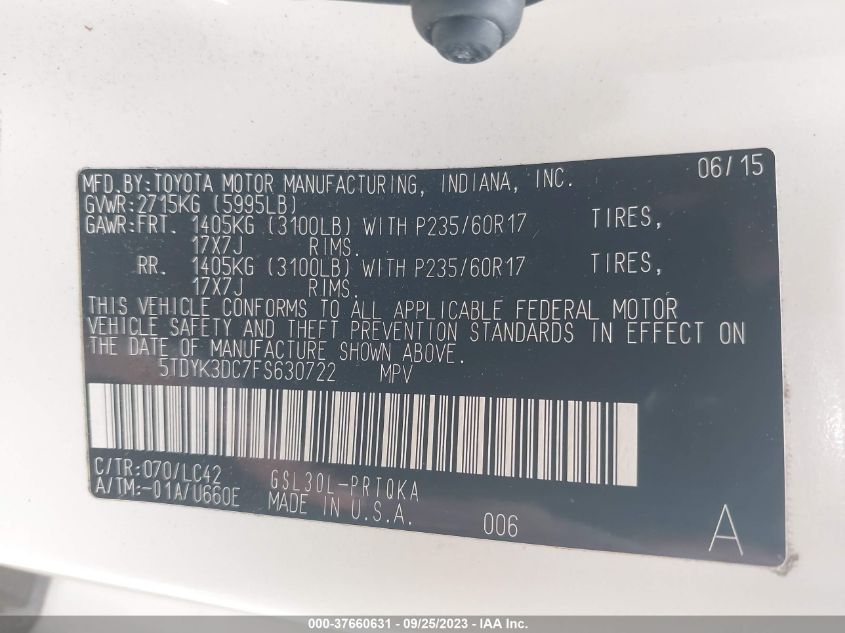 06/15
MFD.BY:TOYOTA MOTOR MANUFACTURING, INDIANA, INC.
GVWR:2715KG (5995LB)
GAWR:FRT. 1405KG (3100LB) WITH P235/60R17 TIRES,
17X7J RIMS.
RR. 1405KG (3100LB) WITH P235/60R17 TIRES,
17X7J RIMS.
THIS VEHICLE CONFORMS TO ALL APPLICABLE FEDERAL MOTOR
VEHICLE SAFETY AND THEFT PREVENTION STANDARDS IN EFFECT ON
THE DATE OF MANUFACTURE SHOWN ABOVE.
5TDYK3DC7FS630722 MPV
C/TR:070/LC42 GSL30L-PRTQKA
A/TM:-01A/U660E MADE IN U.S.A. 006 A
000-37660631 - 09/25/2023 - IAA Inc.